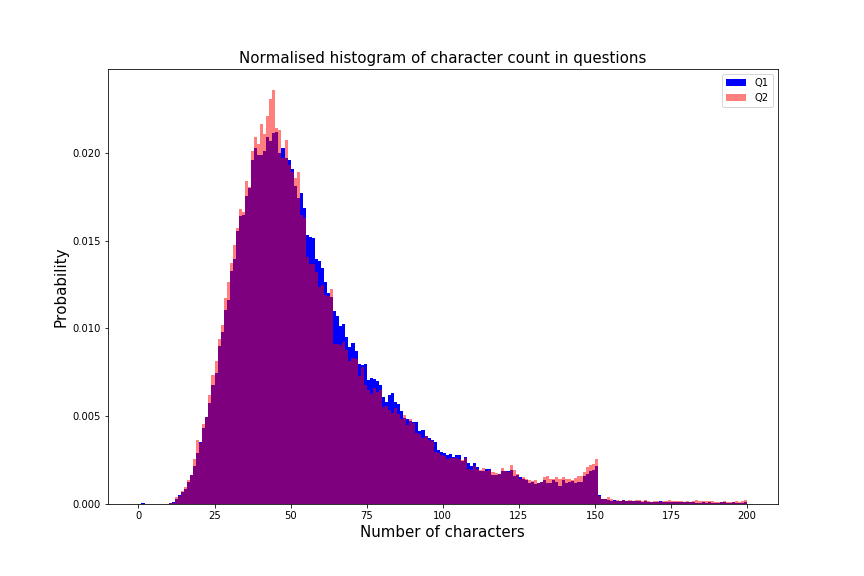 Normalised histogram of character count in questions
Q1
Q2
Probability
0.020
0.015
0.010
0.005
0.000
0 25 50 75 100 125 150 175 200
Number of characters